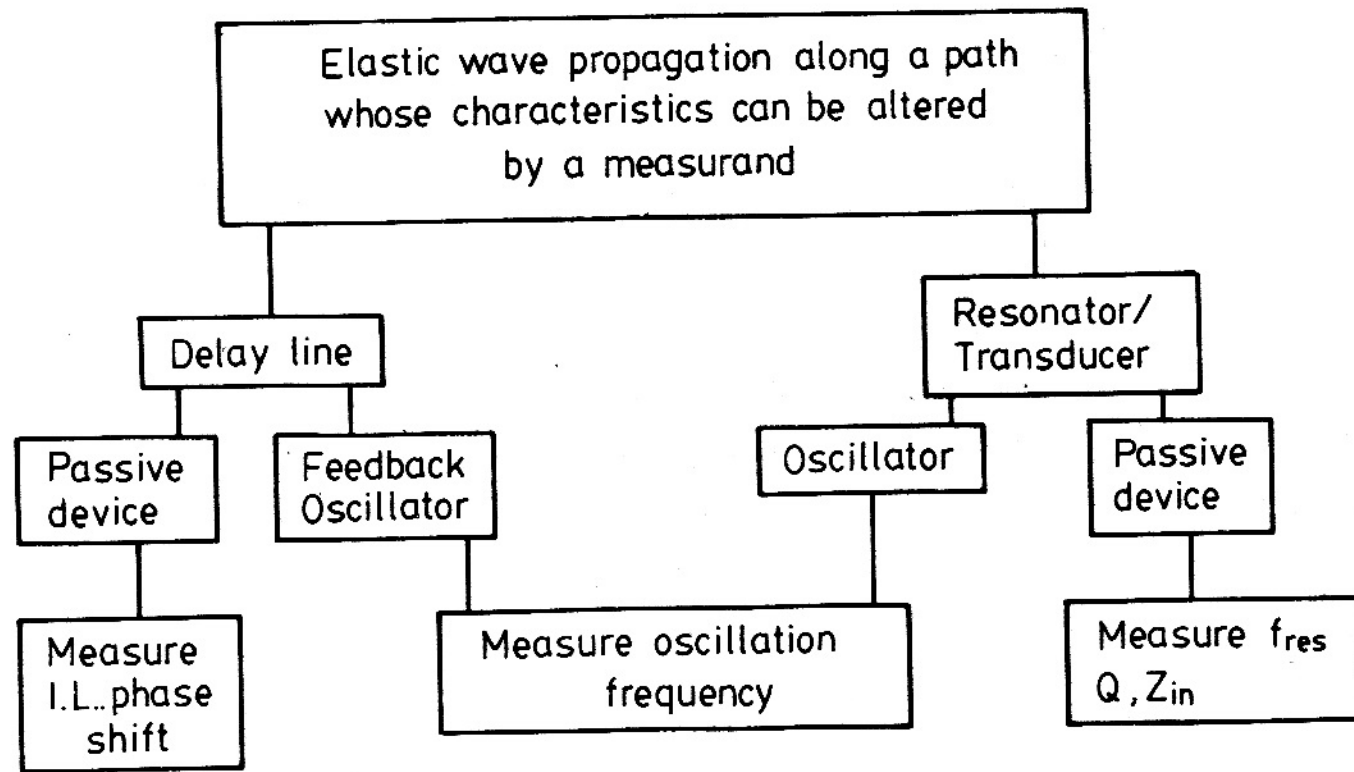 Elastic wave propagation along a path
whose characteristics can be altered
by a measurand
Delay line
Resonator/
Transducer
Passive
device
Feedback
Oscillator
Oscillator
Passive
device
Measure
I.L..phase
shift
Measure oscillation
frequency
Measure fres
Q, Zin